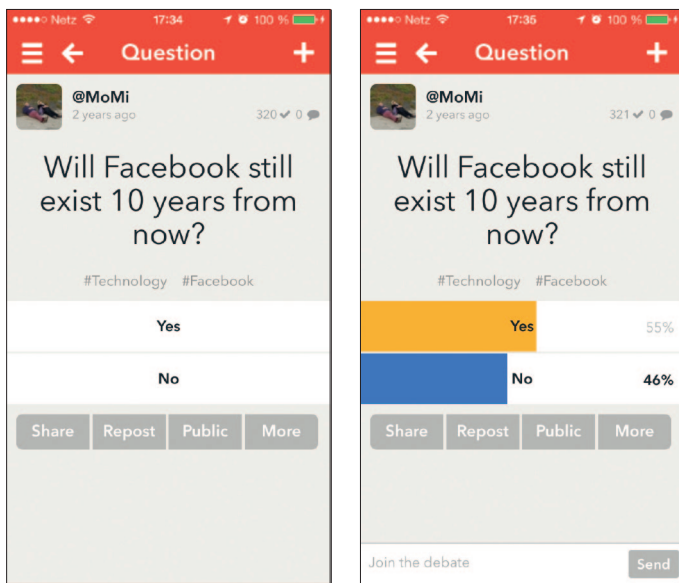 Netz 17:34 100 %
Question
@MoMi
2 years ago 320 0
Will Facebook still
exist 10 years from
now?
#Technology #Facebook
Yes
No
Share Repost Public More
Netz 17:35 100 %
Question
@MoMi
2 years ago 321 0
Will Facebook still
exist 10 years from
now?
#Technology #Facebook
Yes 55%
No 46%
Share Repost Public More
Join the debate Send